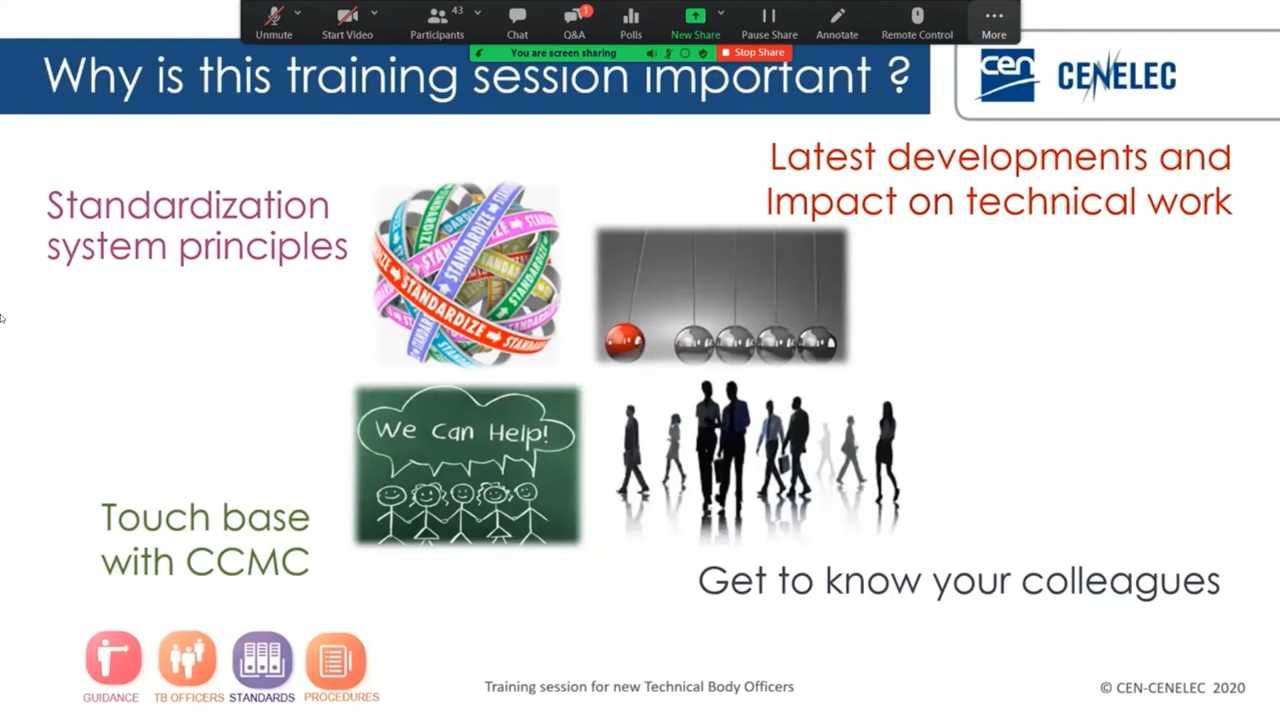 43
1
Unmute
Start Video
Participants
Chat
Q&A
Polls
New Share
Pause Share
Annotate
Remote Control
More
You are screen sharing
Stop Share
Why is this training session important ?
cen
CENELEC
Latest developments and
Impact on technical work
Standardization
system principles
STANDARDIZE
STANDARDIZE
We Can Help!
Touch base
with CCMC
Get to know your colleagues
GUIDANCE
TB OFFICERS
STANDARDS
PROCEDURES
Training session for new Technical Body Officers
© CEN-CENELEC 2020